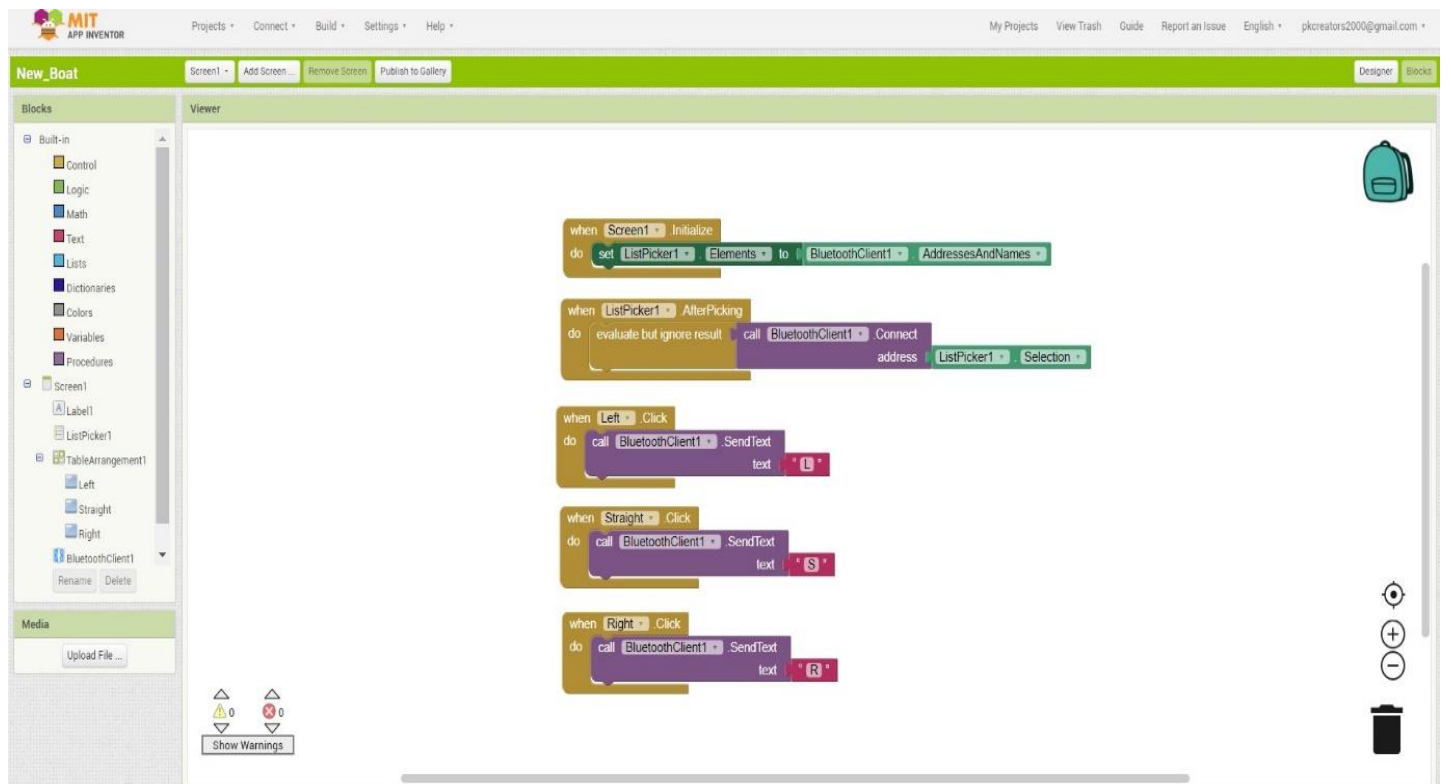 MIT
APP INVENTOR
Projects Connect Build Settings Help My Projects View Trash Guide Report an Issue English pkcreators2000@gmail.com
New_Boat Screen1 Add Screen ... Remove Screen Publish to Gallery Designer Blocks
Blocks Viewer
Built-in
Control
Logic
Math
Text
Lists
Dictionaries
Colors
Variables
Procedures
Screen1
Label1
ListPicker1
TableArrangement1
Left
Straight
Right
BluetoothClient1
Rename Delete
Media
Upload File ...
when Screen1 .Initialize
do set ListPicker1 . Elements to BluetoothClient1 . AddressesAndNames
when ListPicker1 .AfterPicking
do evaluate but ignore result call BluetoothClient1 .Connect
address ListPicker1 . Selection
when Left .Click
do call BluetoothClient1 .SendText
text " L "
when Straight .Click
do call BluetoothClient1 .SendText
text " S "
when Right .Click
do call BluetoothClient1 .SendText
text " R "
0 0
Show Warnings